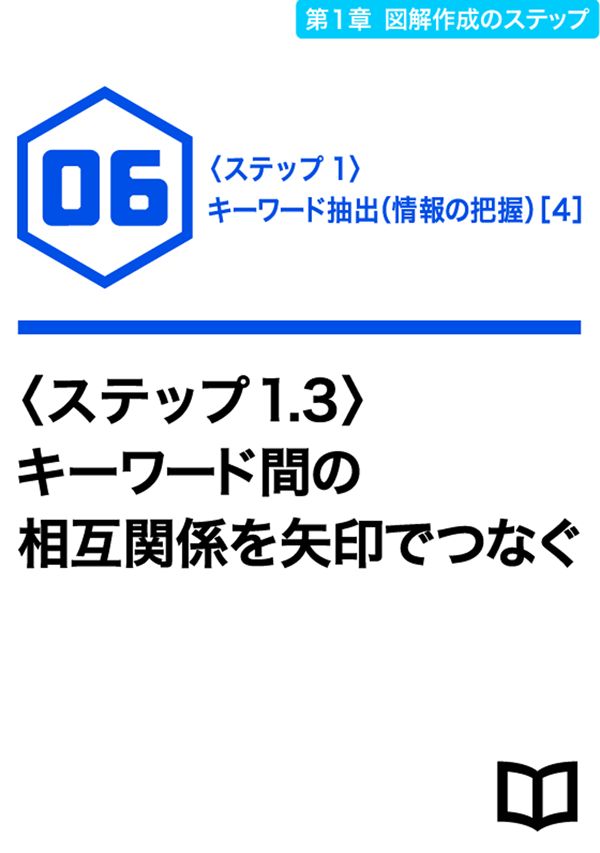 第1章 図解作成のステップ
06
〈ステップ1〉
キーワード抽出(情報の把握)[4]
〈ステップ1.3〉
キーワード間の
相互関係を矢印でつなぐ